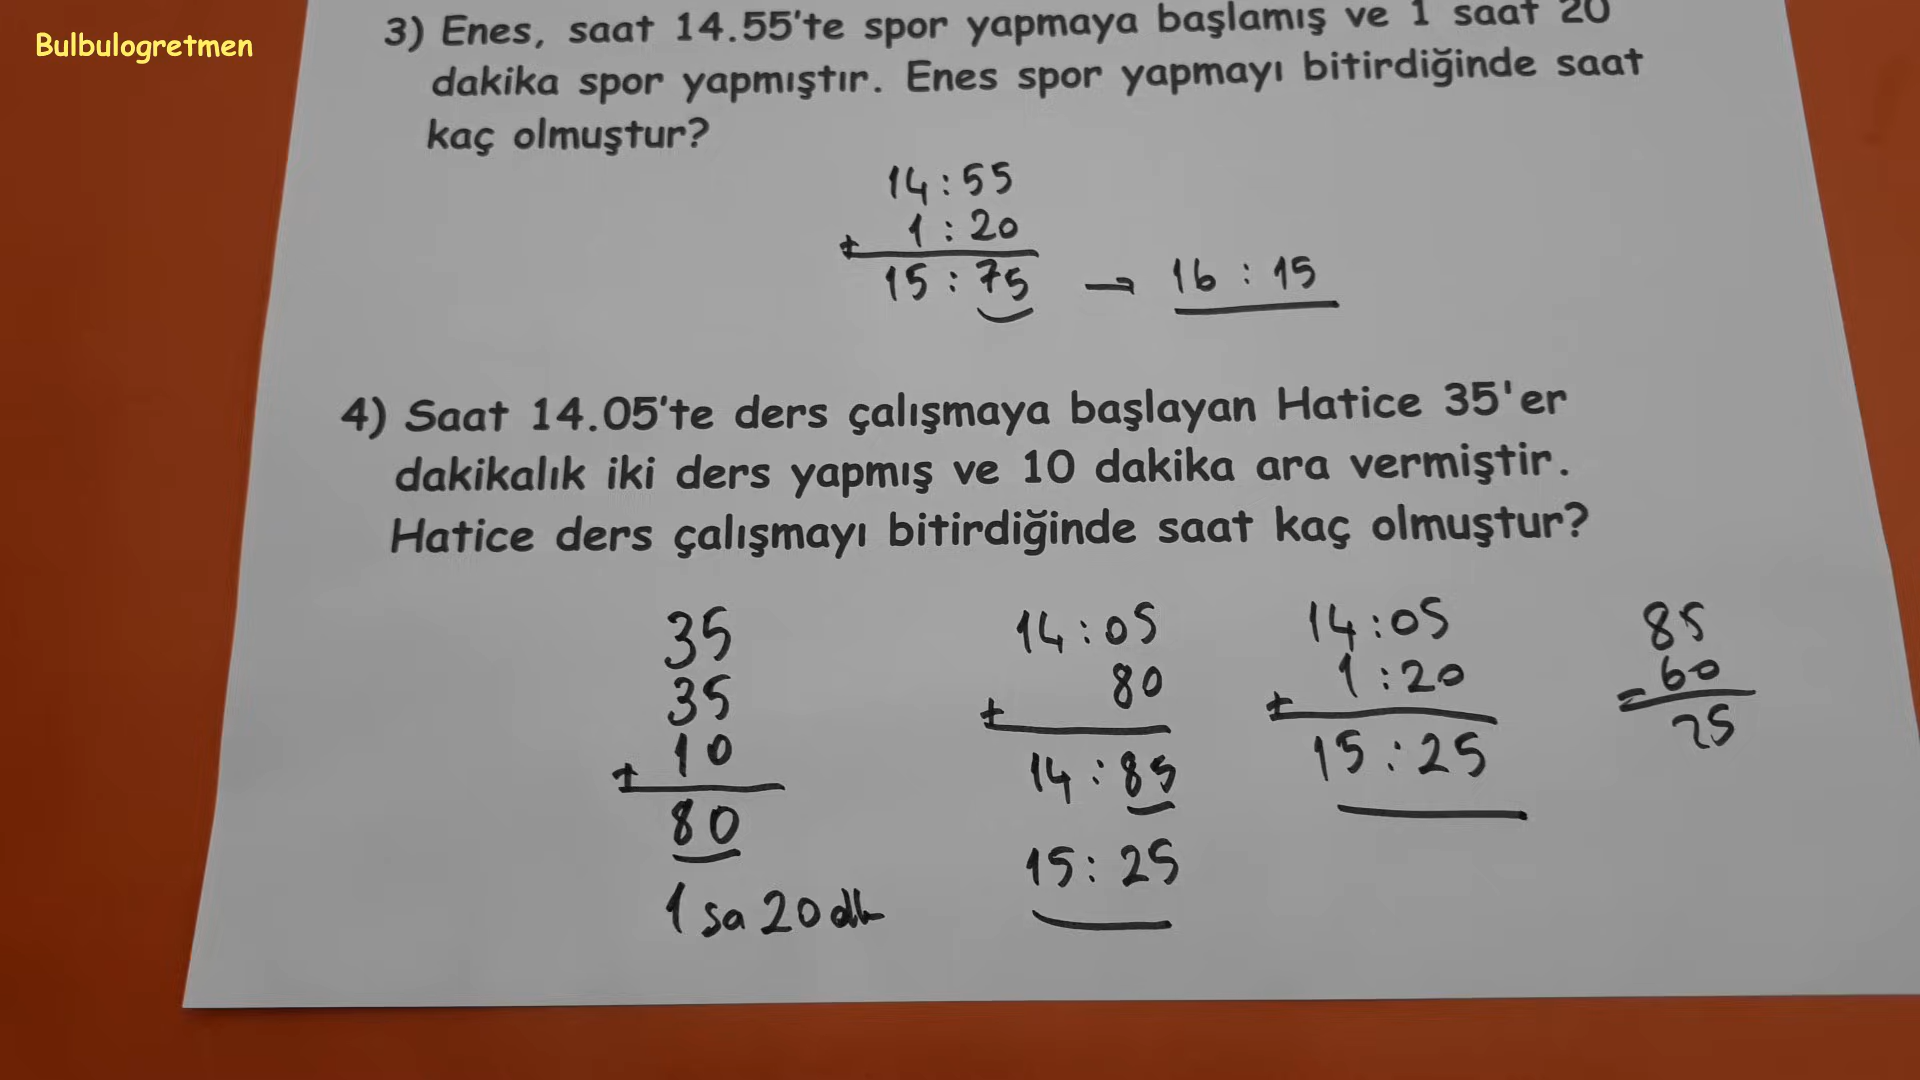 Bulbulogretmen
3) Enes, saat 14.55'te spor yapmaya başlamış ve 1 saat 20
dakika spor yapmıştır. Enes spor yapmayı bitirdiğinde saat
kaç olmuştur?
14:55
1:20
+
15:75 → 16:15
4) Saat 14.05'te ders çalışmaya başlayan Hatice 35'er
dakikalık iki ders yapmış ve 10 dakika ara vermiştir.
Hatice ders çalışmayı bitirdiğinde saat kaç olmuştur?
35
35
+ 10
80
1 sa 20 dk
14:05
+ 80
14:85
15:25
14:05
+ 1:20
15:25
85
= 60
25